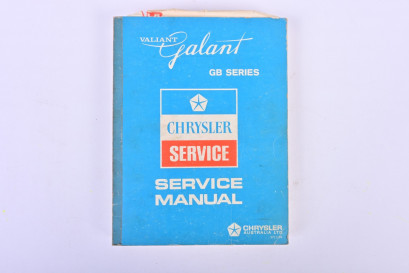 VALIANT
Galant
GB SERIES
CHRYSLER
SERVICE
SERVICE
MANUAL
CHRYSLER
AUSTRALIA LTD.